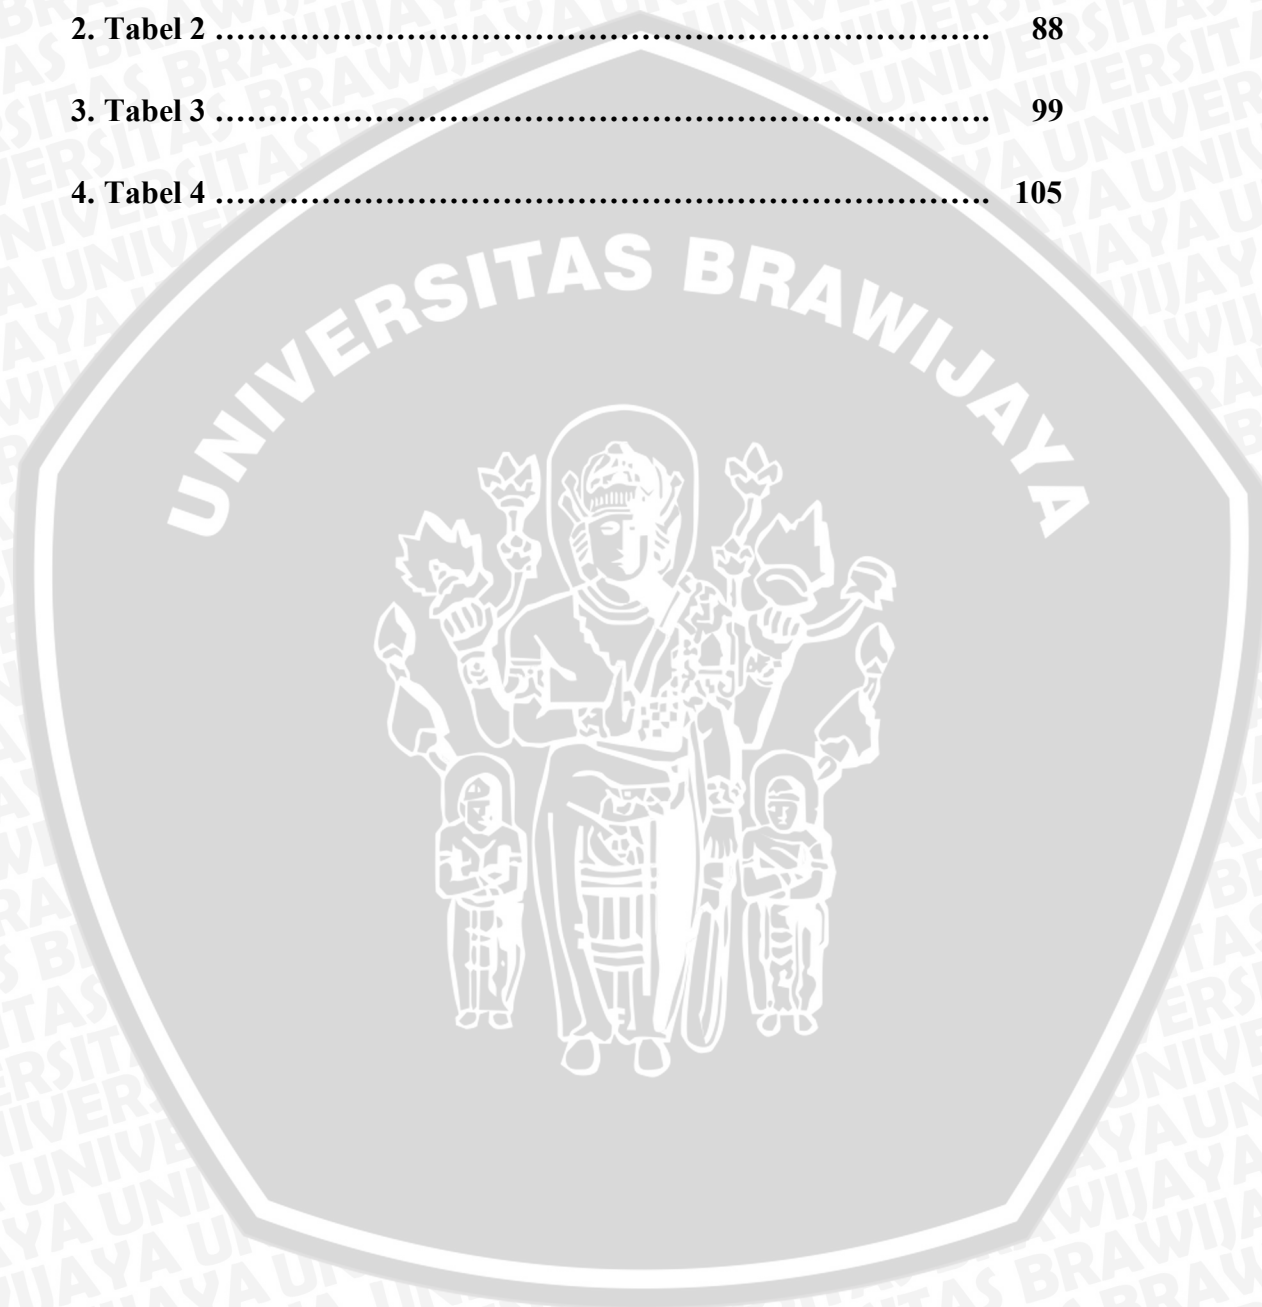 2. Tabel 2 ………………………………………………………………. 88
3. Tabel 3 ………………………………………………………………. 99
4. Tabel 4 ………………………………………………………………. 105
UNIVERSITAS BRAWIJAYA